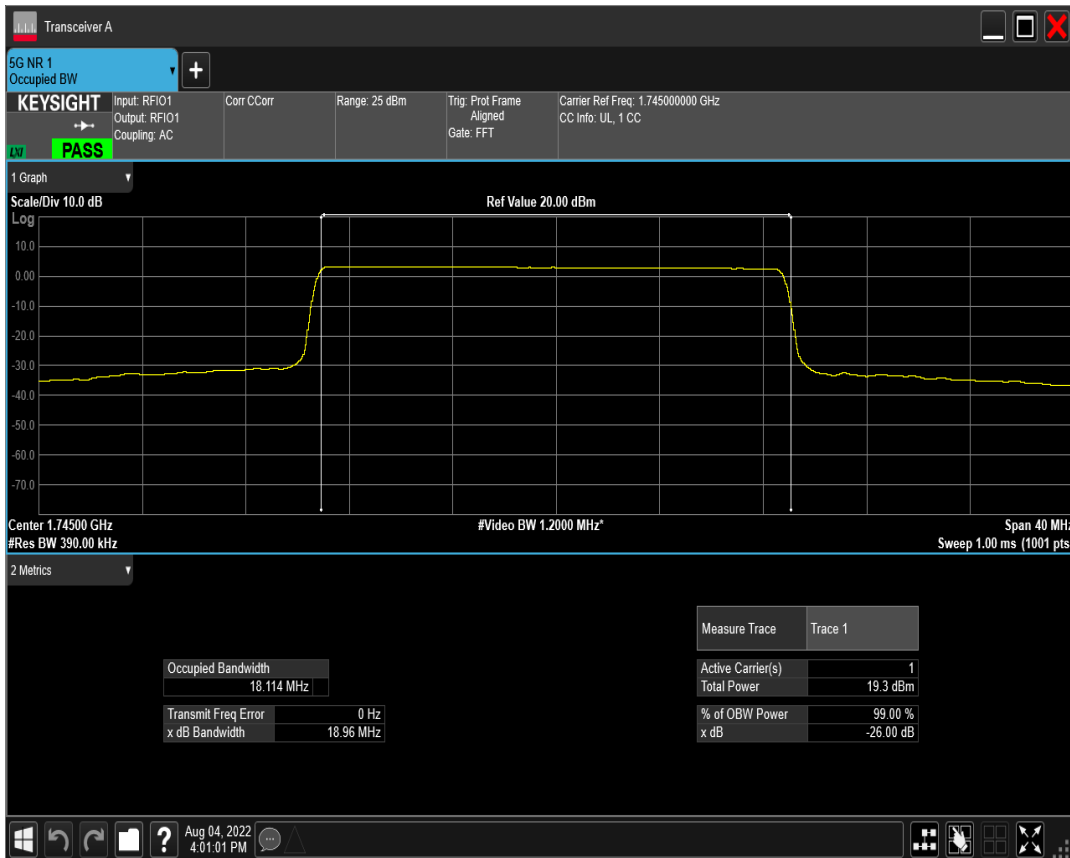 Transceiver A
5G NR 1
Occupied BW
+
KEYSIGHT
LXI
PASS
Input: RFIO1
Output: RFIO1
Coupling: AC
Corr CCorr
Range: 25 dBm
Trig: Prot Frame
Aligned
Gate: FFT
Carrier Ref Freq: 1.745000000 GHz
CC Info: UL, 1 CC
1 Graph
Scale/Div 10.0 dB
Ref Value 20.00 dBm
Log
10.0
0.00
-10.0
-20.0
-30.0
-40.0
-50.0
-60.0
-70.0
Center 1.74500 GHz
#Video BW 1.2000 MHz*
Span 40 MHz
#Res BW 390.00 kHz
Sweep 1.00 ms (1001 pts
2 Metrics
Measure Trace Trace 1
Occupied Bandwidth
18.114 MHz
Active Carrier(s) 1
Total Power 19.3 dBm
Transmit Freq Error 0 Hz
x dB Bandwidth 18.96 MHz
% of OBW Power 99.00 %
x dB -26.00 dB
?
Aug 04, 2022
4:01:01 PM